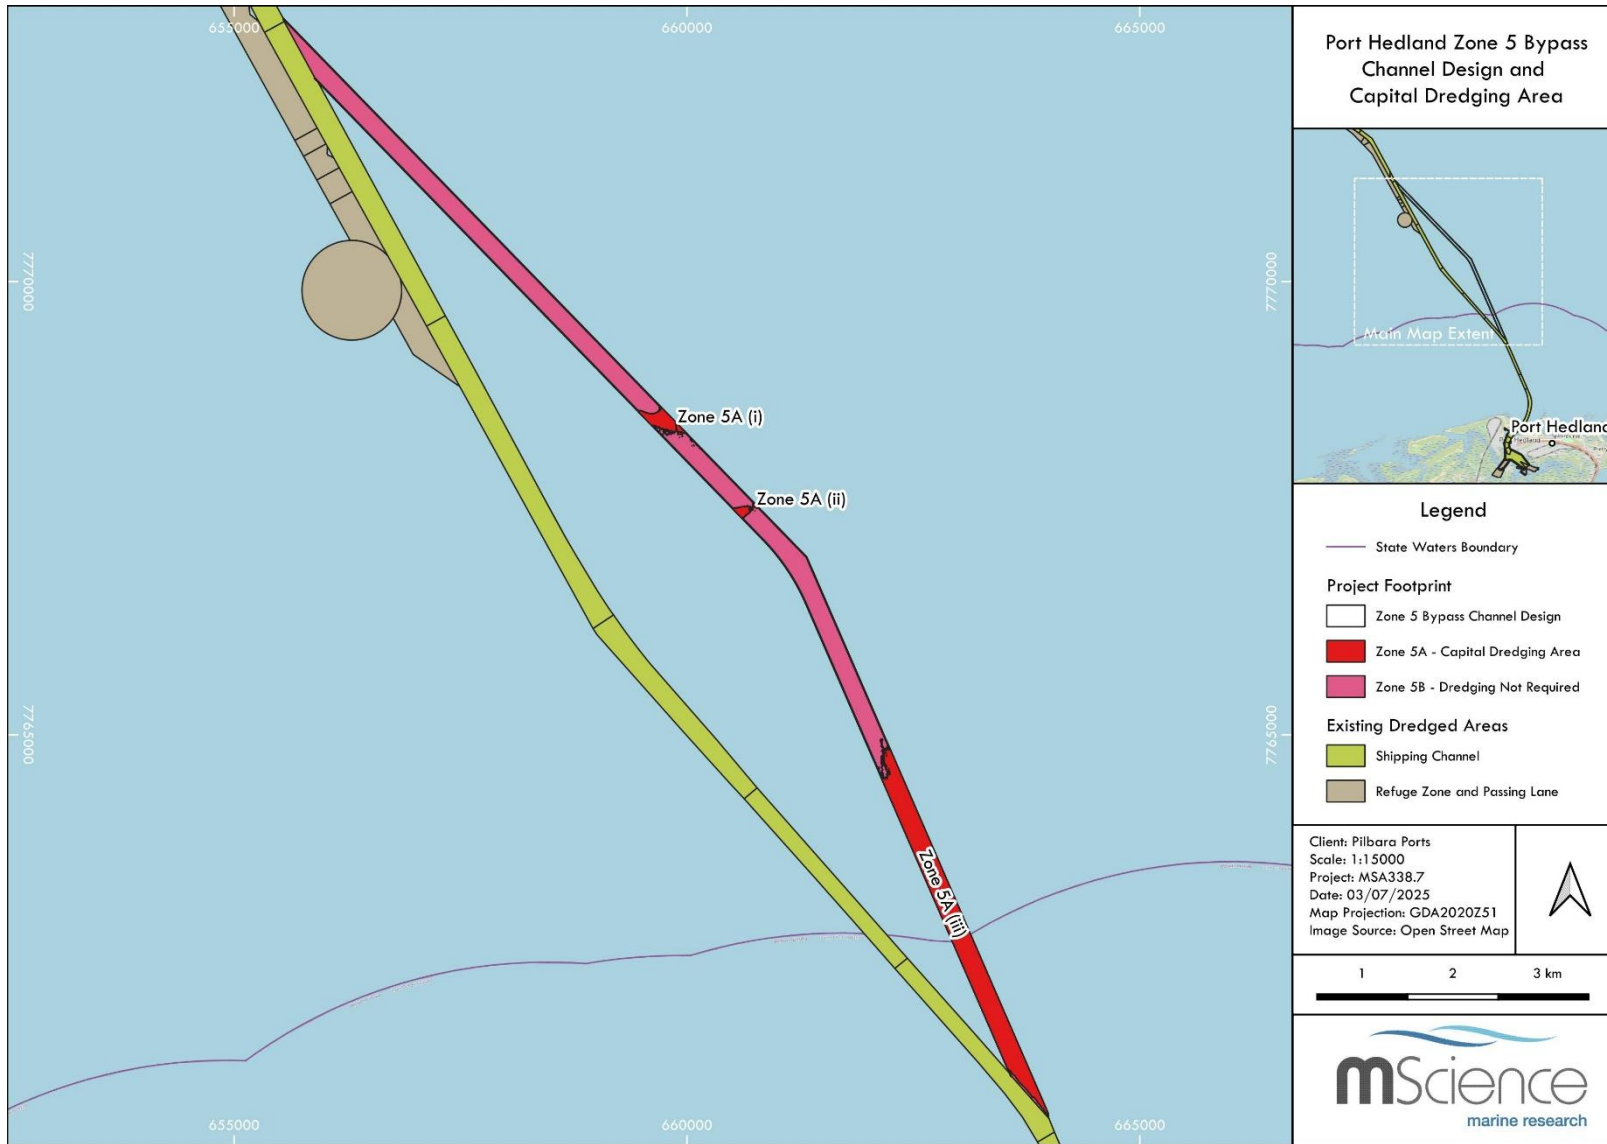 655000
660000
665000
7770000
7770000
7765000
7765000
Zone 5A (i)
Zone 5A (ii)
Zone 5A (iii)
655000
660000
665000
Port Hedland Zone 5 Bypass
Channel Design and
Capital Dredging Area
Main Map Extent
Port Hedland
Hedland
Legend
State Waters Boundary
Project Footprint
Zone 5 Bypass Channel Design
Zone 5A - Capital Dredging Area
Zone 5B - Dredging Not Required
Existing Dredged Areas
Shipping Channel
Refuge Zone and Passing Lane
Client: Pilbara Ports
Scale: 1:15000
Project: MSA338.7
Date: 03/07/2025
Map Projection: GDA2020Z51
Image Source: Open Street Map
1 2 3 km
mScience
marine research